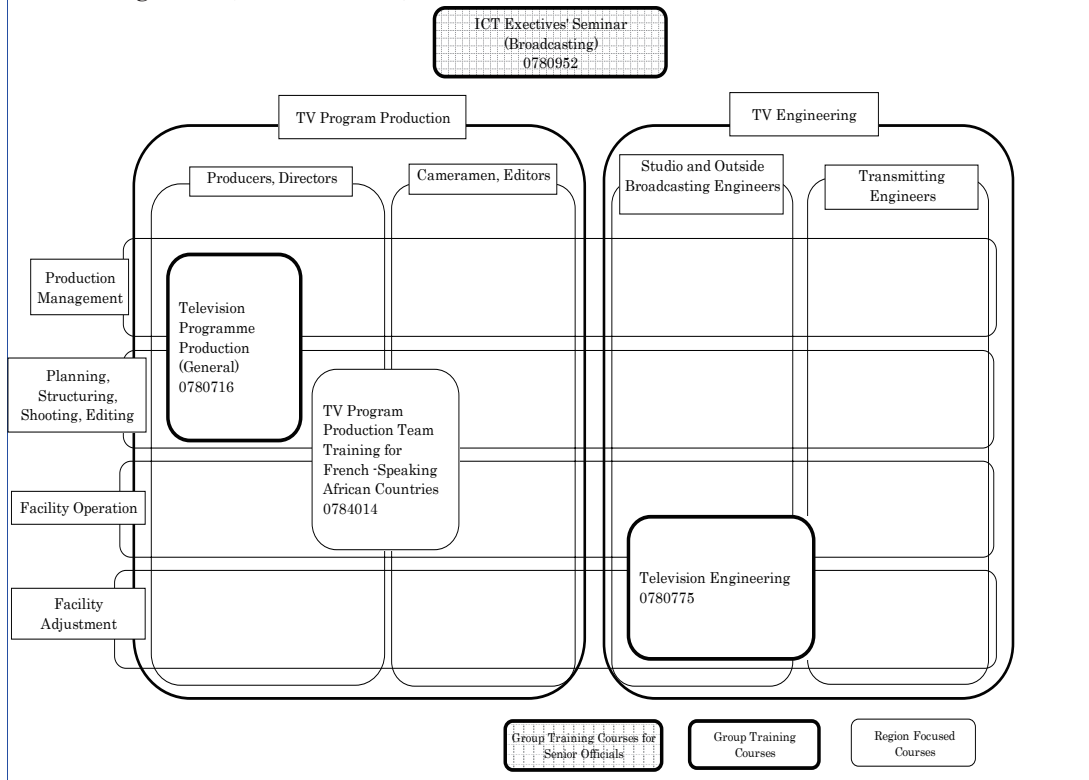 ICT Exectives' Seminar
(Broadcasting)
0780952
TV Program Production
TV Engineering
Producers, Directors
Cameramen, Editors
Studio and Outside
Broadcasting Engineers
Transmitting
Engineers
Production
Management
Television
Programme
Production
(General)
0780716
Planning,
Structuring,
Shooting, Editing
TV Program
Production Team
Training for
French -Speaking
African Countries
0784014
Facility Operation
Television Engineering
0780775
Facility
Adjustment
Group Training Courses for
Senior Officials
Group Training
Courses
Region Focused
Courses